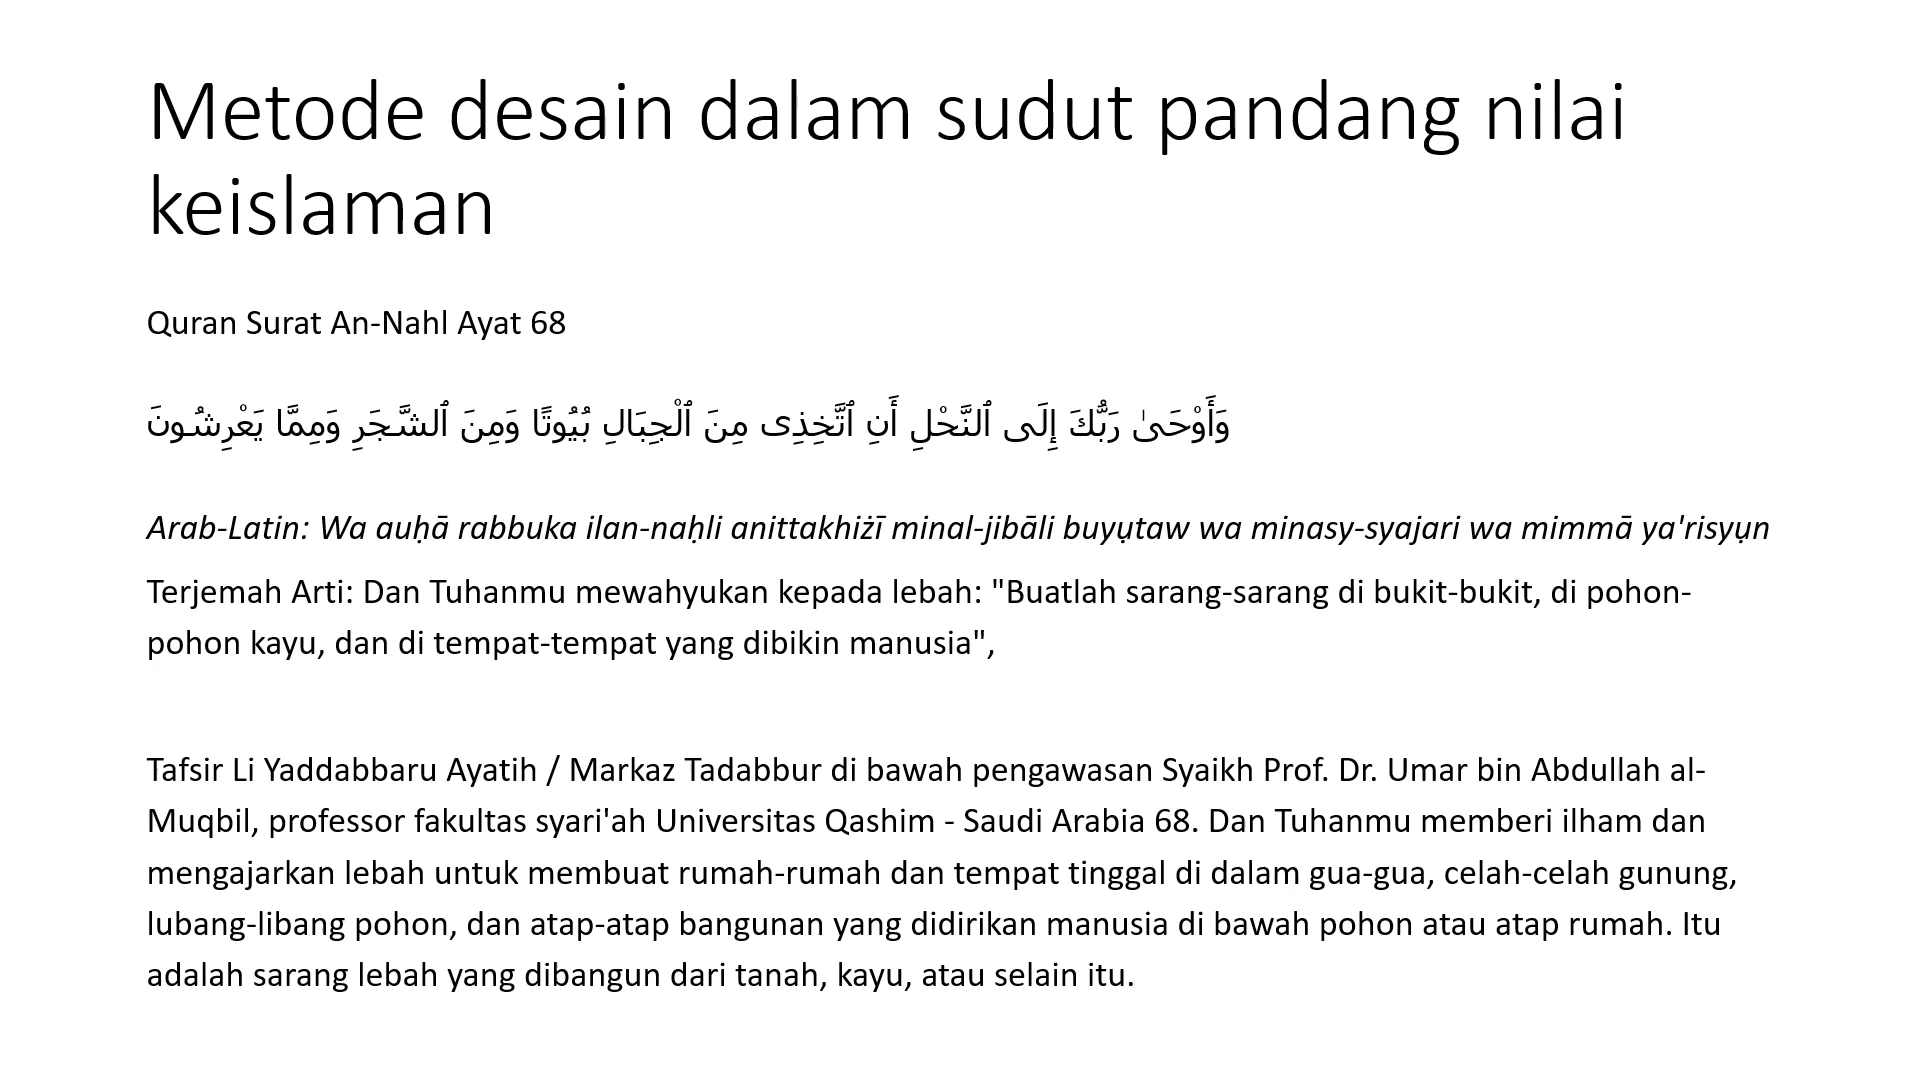 Metode desain dalam sudut pandang nilai
keislaman
Quran Surat An-Nahl Ayat 68
وَأَوْحَىٰ رَبُّكَ إِلَى ٱلنَّحْلِ أَنِ ٱتَّخِذِى مِنَ ٱلْجِبَالِ بُيُوتًا وَمِنَ ٱلشَّجَرِ وَمِمَّا يَعْرِشُونَ
Arab-Latin: Wa auḥā rabbuka ilan-naḥli anittakhiżī minal-jibāli buyụtaw wa minasy-syajari wa mimmā ya'risyụn
Terjemah Arti: Dan Tuhanmu mewahyukan kepada lebah: "Buatlah sarang-sarang di bukit-bukit, di pohon-
pohon kayu, dan di tempat-tempat yang dibikin manusia",
Tafsir Li Yaddabbaru Ayatih / Markaz Tadabbur di bawah pengawasan Syaikh Prof. Dr. Umar bin Abdullah al-
Muqbil, professor fakultas syari'ah Universitas Qashim - Saudi Arabia 68. Dan Tuhanmu memberi ilham dan
mengajarkan lebah untuk membuat rumah-rumah dan tempat tinggal di dalam gua-gua, celah-celah gunung,
lubang-libang pohon, dan atap-atap bangunan yang didirikan manusia di bawah pohon atau atap rumah. Itu
adalah sarang lebah yang dibangun dari tanah, kayu, atau selain itu.